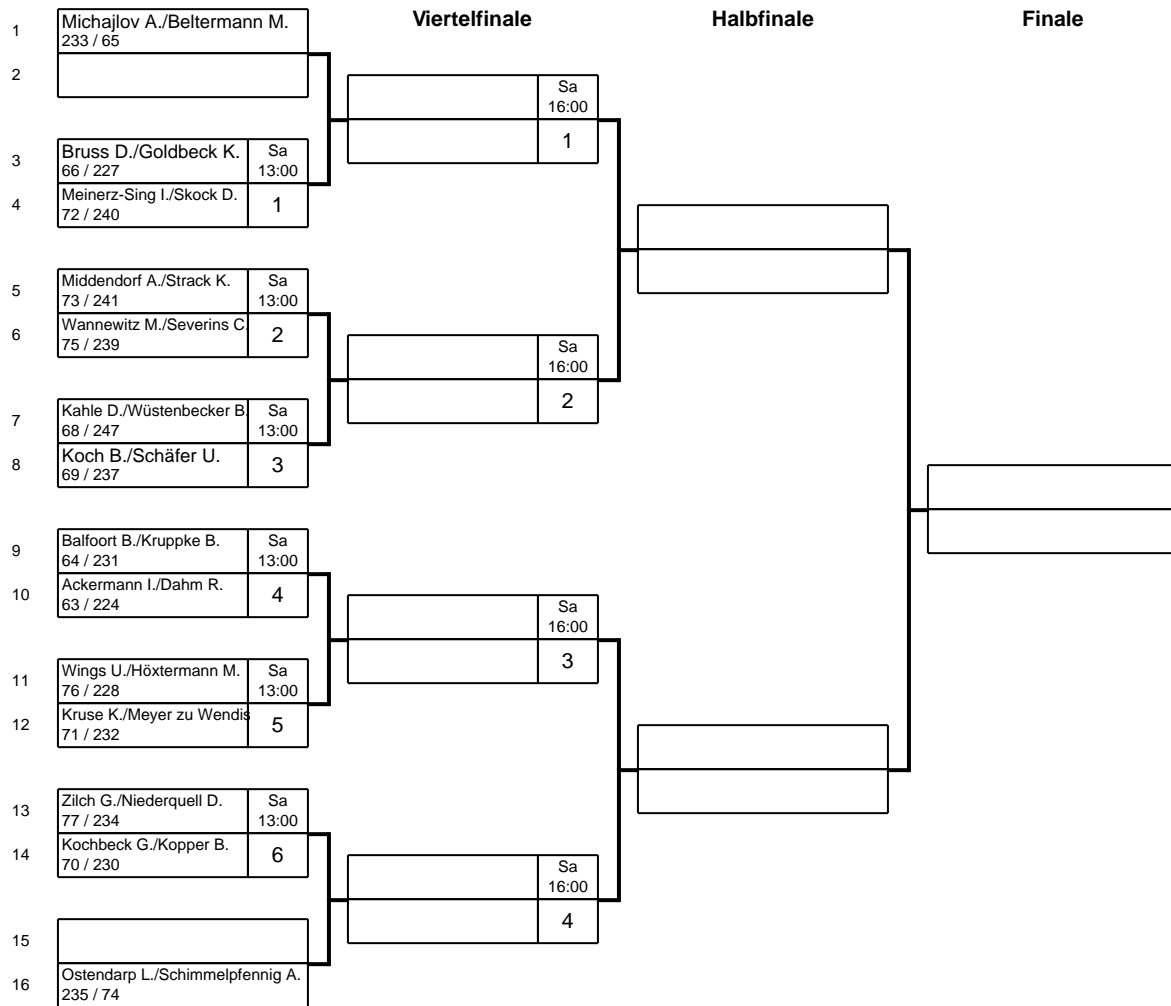 Viertelfinale Halbfinale Finale
1 Michajlov A./Beltermann M.
233 / 65
2
Sa
16:00
1
3 Bruss D./Goldbeck K. Sa
66 / 227 13:00
4 Meinerz-Sing I./Skock D. 1
72 / 240
5 Middendorf A./Strack K. Sa
73 / 241 13:00
6 Wannewitz M./Severins C. 2
75 / 239
Sa
16:00
2
7 Kahle D./Wüstenbecker B. Sa
68 / 247 13:00
8 Koch B./Schäfer U. 3
69 / 237
9 Balfoort B./Kruppke B. Sa
64 / 231 13:00
10 Ackermann I./Dahm R. 4
63 / 224
Sa
16:00
3
11 Wings U./Höxtermann M. Sa
76 / 228 13:00
12 Kruse K./Meyer zu Wendis 5
71 / 232
13 Zilch G./Niederquell D. Sa
77 / 234 13:00
14 Kochbeck G./Kopper B. 6
70 / 230
Sa
16:00
4
15
16 Ostendarp L./Schimmelpfennig A.
235 / 74